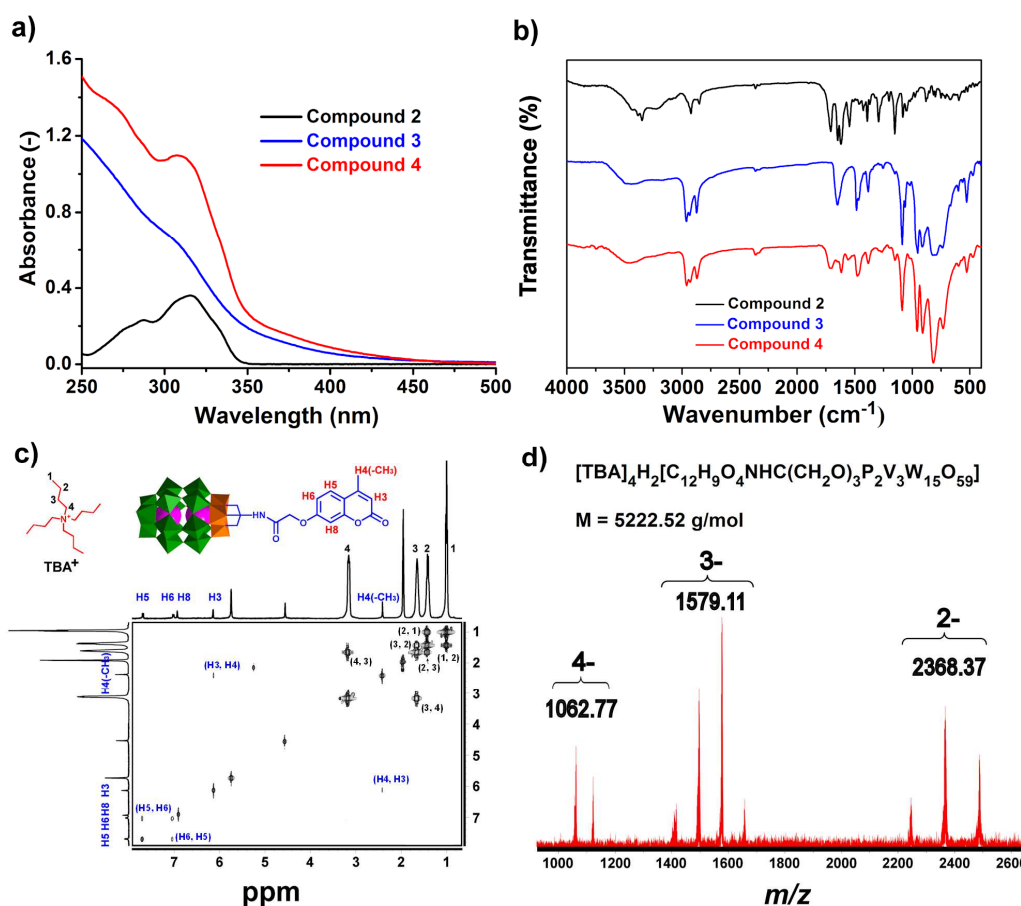 a)
1.6
1.2
0.8
0.4
0.0
Absorbance (-)
Compound 2
Compound 3
Compound 4
250 300 350 400 450 500
Wavelength (nm)
b)
Transmittance (%)
Compound 2
Compound 3
Compound 4
4000 3500 3000 2500 2000 1500 1000 500
Wavenumber (cm⁻¹)
c)
1
2
3 4
N⁺
TBA⁺
H4(-CH₃)
H5
H6 H3
NH O O O
O H8
4 3 2 1
H5 H6 H8 H3 H4(-CH₃)
H4(-CH₃)
H5 H6 H8 H3
(2, 1)
(3, 2)
(4, 3) (2, 3) (1, 2)
(H3, H4)
(3, 4)
(H4, H3)
(H5, H6)
(H6, H5)
1
2
3
4
5
6
7
7 6 5 4 3 2 1
ppm
d)
[TBA]₄H₂[C₁₂H₉O₄NHC(CH₂O)₃P₂V₃W₁₅O₅₉]
M = 5222.52 g/mol
3-
1579.11
2-
2368.37
4-
1062.77
1000 1200 1400 1600 1800 2000 2200 2400 2600
m/z